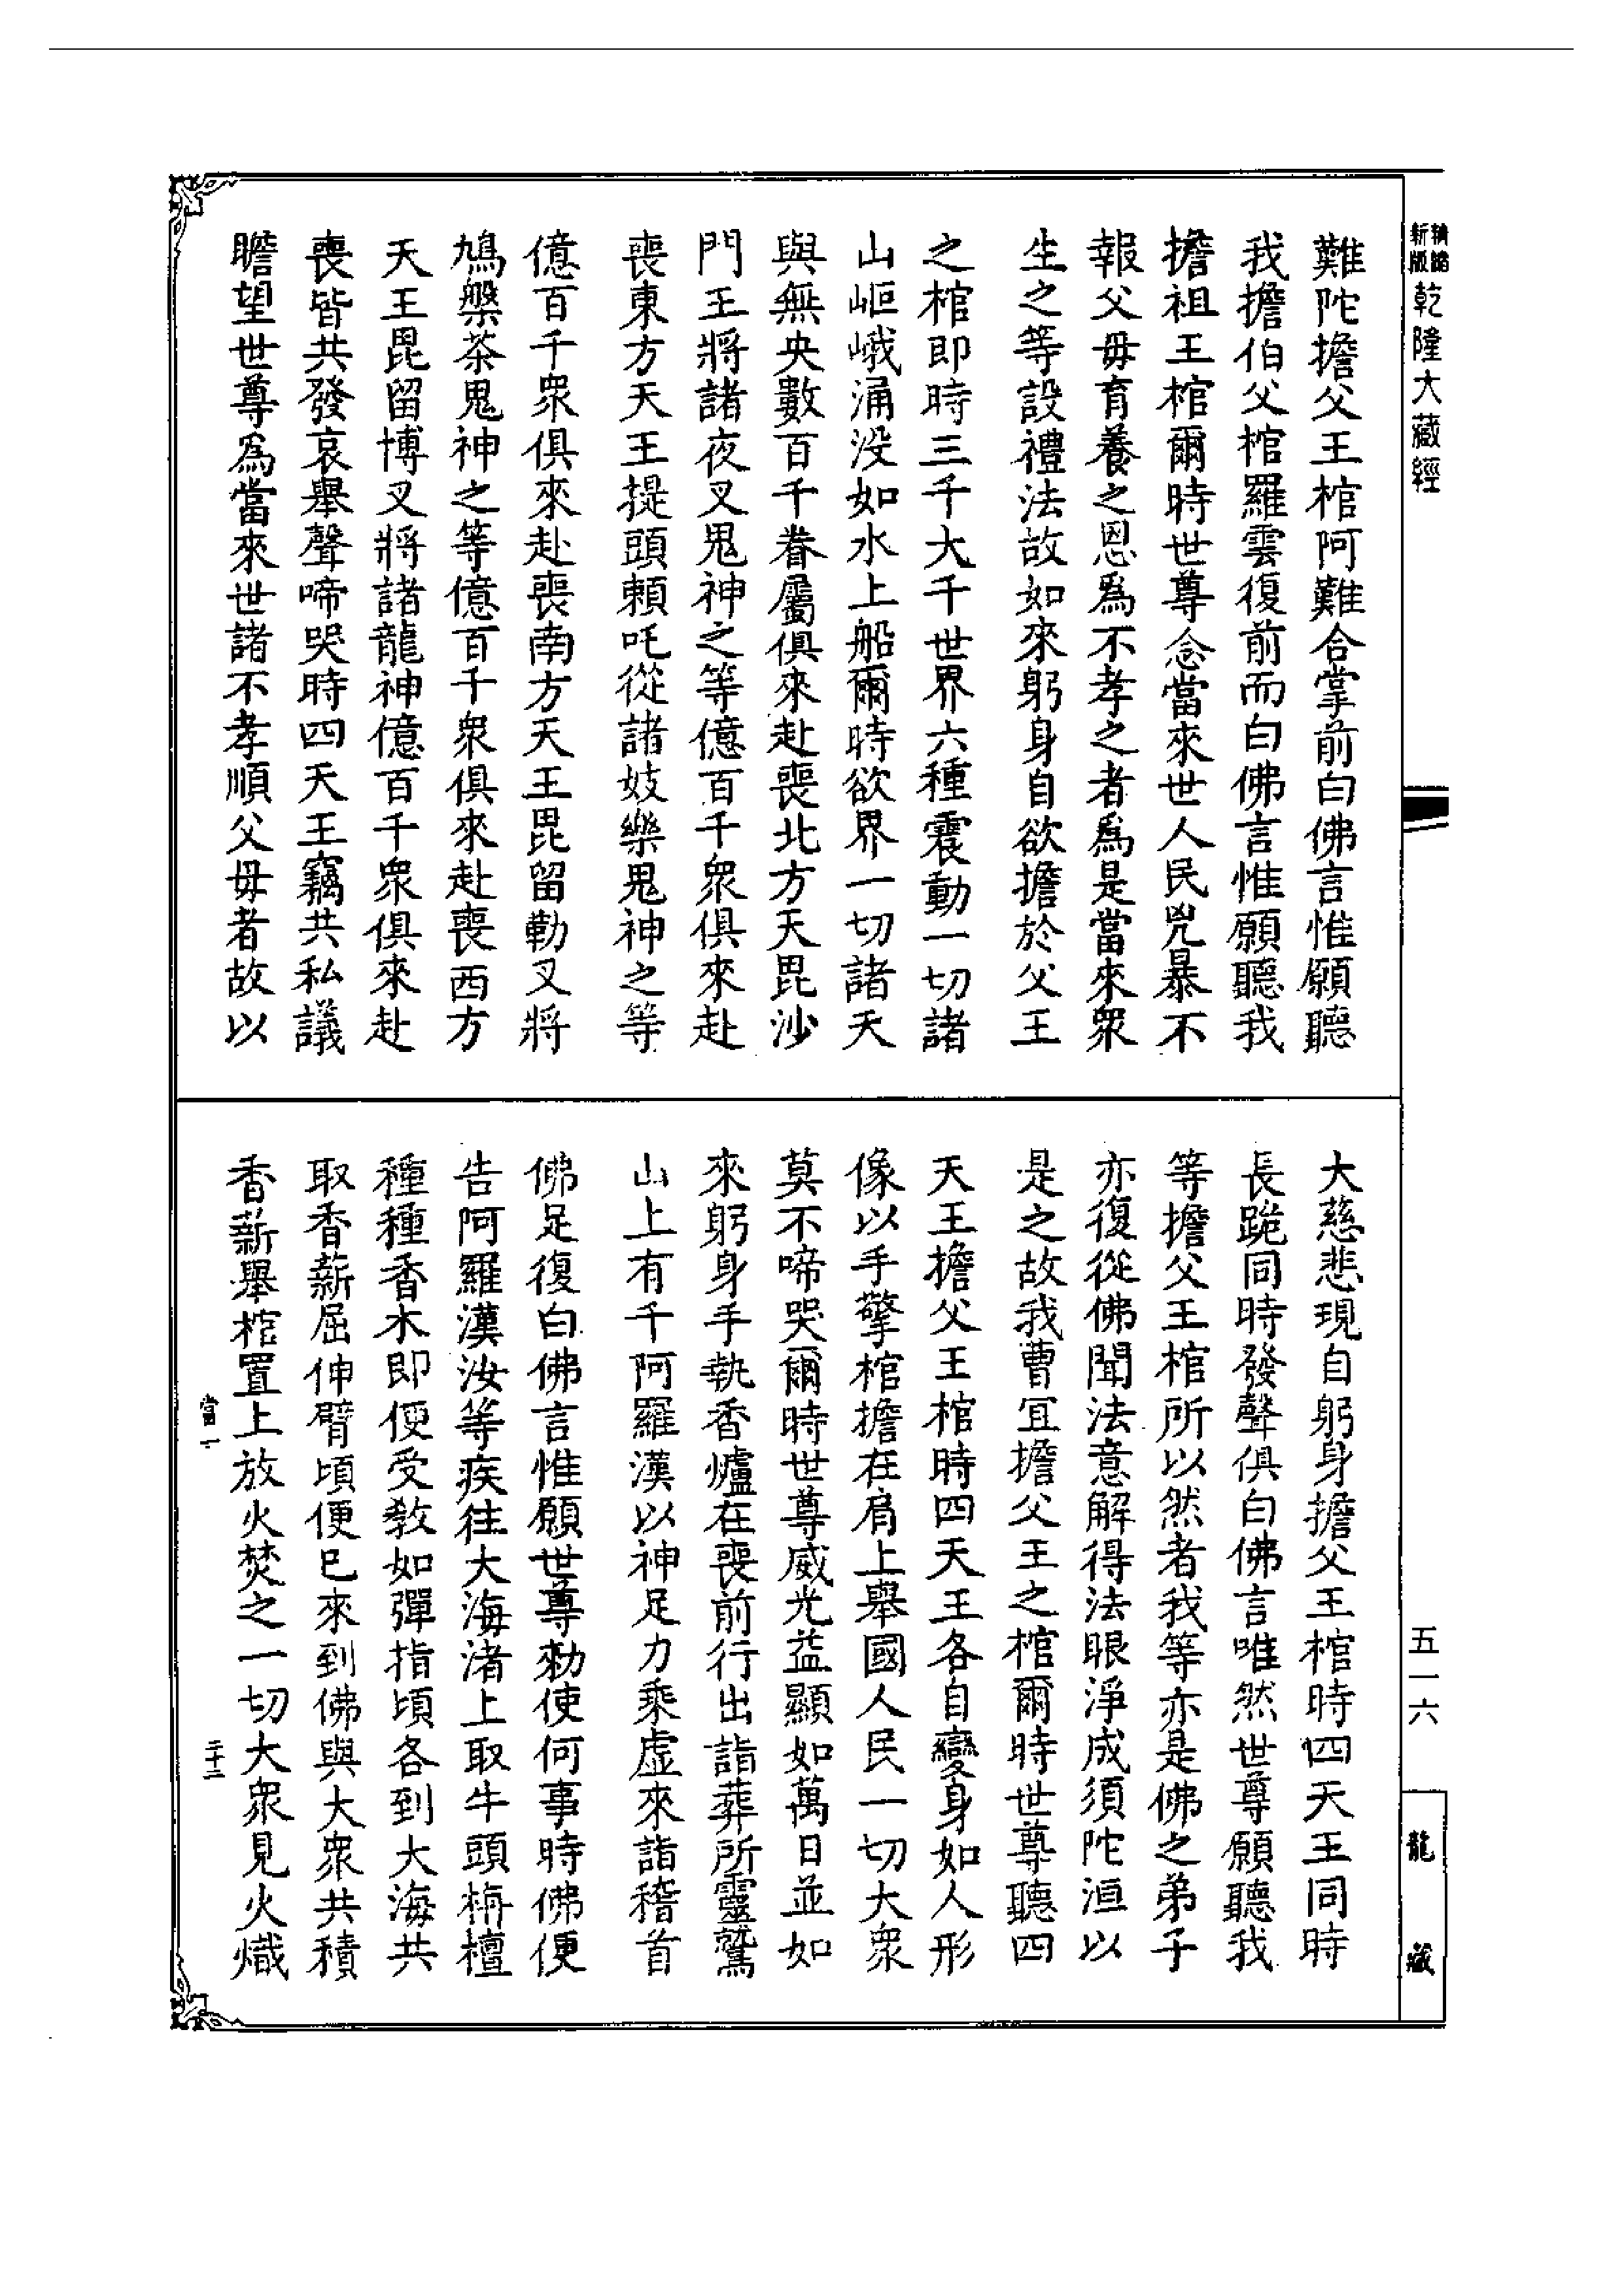 乾隆大藏經
難陀擔父王棺阿難合掌前白佛言惟願聽
我擔伯父棺羅雲復前而白佛言惟願聽我
擔祖王棺爾時世尊念當來世人民兇暴不
報父毋育養之恩爲不孝之者爲是當來眾
生之等設禮法故如來躬身自欲擔於父王
之棺即時三千大千世界六種震動一切諸
山岠峨涌没如水上船爾時欲界一切諸天
與無央數百千眷屬俱來赴喪北方天毘沙
門王將諸夜叉鬼神之等億百千眾俱來赴
喪東方天王提頭賴吒從諸妓樂鬼神之等
億百千眾俱來赴喪南方天王毘留勒叉將
鳩槃茶鬼神之等億百千眾俱來赴喪西方
天王毘留博叉將諸龍神億百千眾俱來赴
喪皆共發哀舉聲啼哭時四天王竊共私議
瞻望世尊為當來世諸不孝順父毋者故以
大慈悲現自躬身擔父王棺時四天王同時
長跪同時發聲俱白佛言唯然世尊願聽我
等擔父王棺所以然者我等亦是佛之弟子
亦復從佛聞法意解得法眼淨成須陀洹以
是之故我曹宜擔父王之棺爾時世尊聽四
天王擔父王棺時四天王各自變身如人形
像以手擎棺擔在肩上舉國人民一切大眾
莫不啼哭爾時世尊威光益顯如萬日並如
來躬身手執香爐在喪前行出詣葬所靈鷲
山上有千阿羅漢以神足力乘虛來詣稽首
佛足復白佛言惟願世尊勑使何事時佛便
告阿羅漢汝等疾往大海渚上取牛頭栴檀
種種香木即便受教如彈指頃各到大海共
取香薪屈伸臂頃便已來到佛與大眾共積
香薪舉棺置上放火焚之一切大眾見火熾
當一
二十二
五一六
龍藏